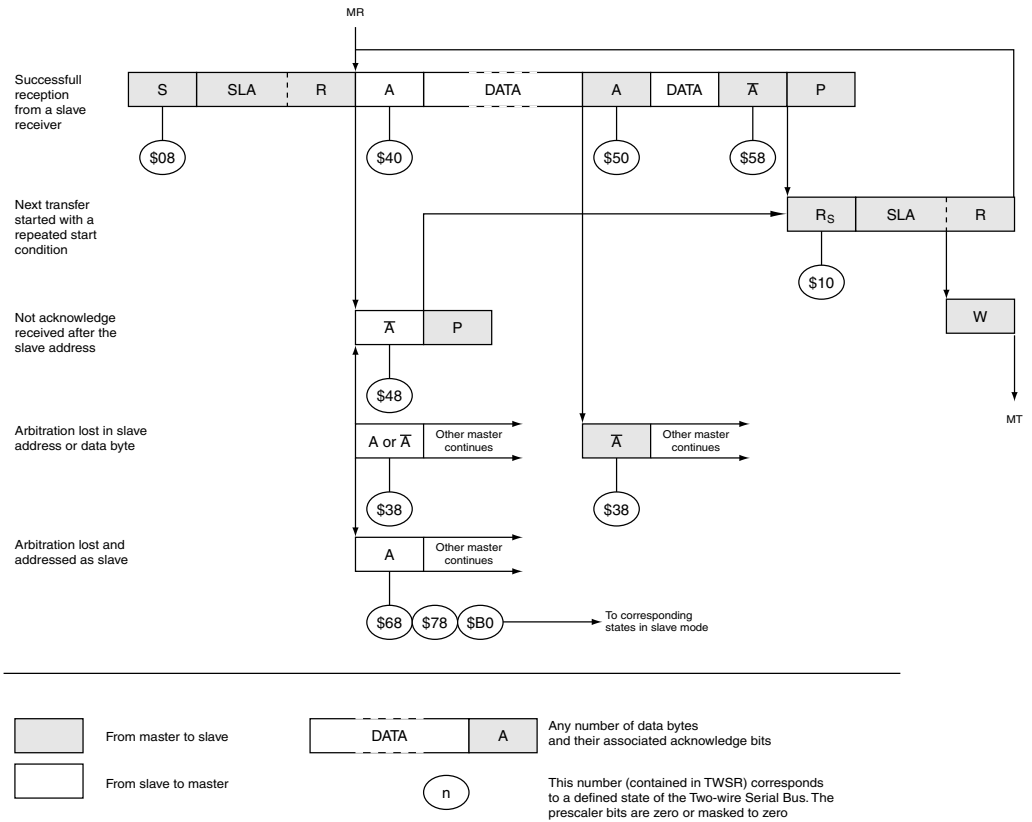 MR
Successfull
reception
from a slave
receiver
S SLA R A DATA A DATA A̅ P
$08 $40 $50 $58
Next transfer
started with a
repeated start
condition
RS SLA R
$10
Not acknowledge
received after the
slave address
A̅ P
W
$48
MT
Arbitration lost in slave
address or data byte
A or A̅ Other master
continues
A̅ Other master
continues
$38 $38
Arbitration lost and
addressed as slave
A Other master
continues
$68 $78 $B0
To corresponding
states in slave mode
From master to slave
DATA A
Any number of data bytes
and their associated acknowledge bits
From slave to master
n
This number (contained in TWSR) corresponds
to a defined state of the Two-wire Serial Bus. The
prescaler bits are zero or masked to zero